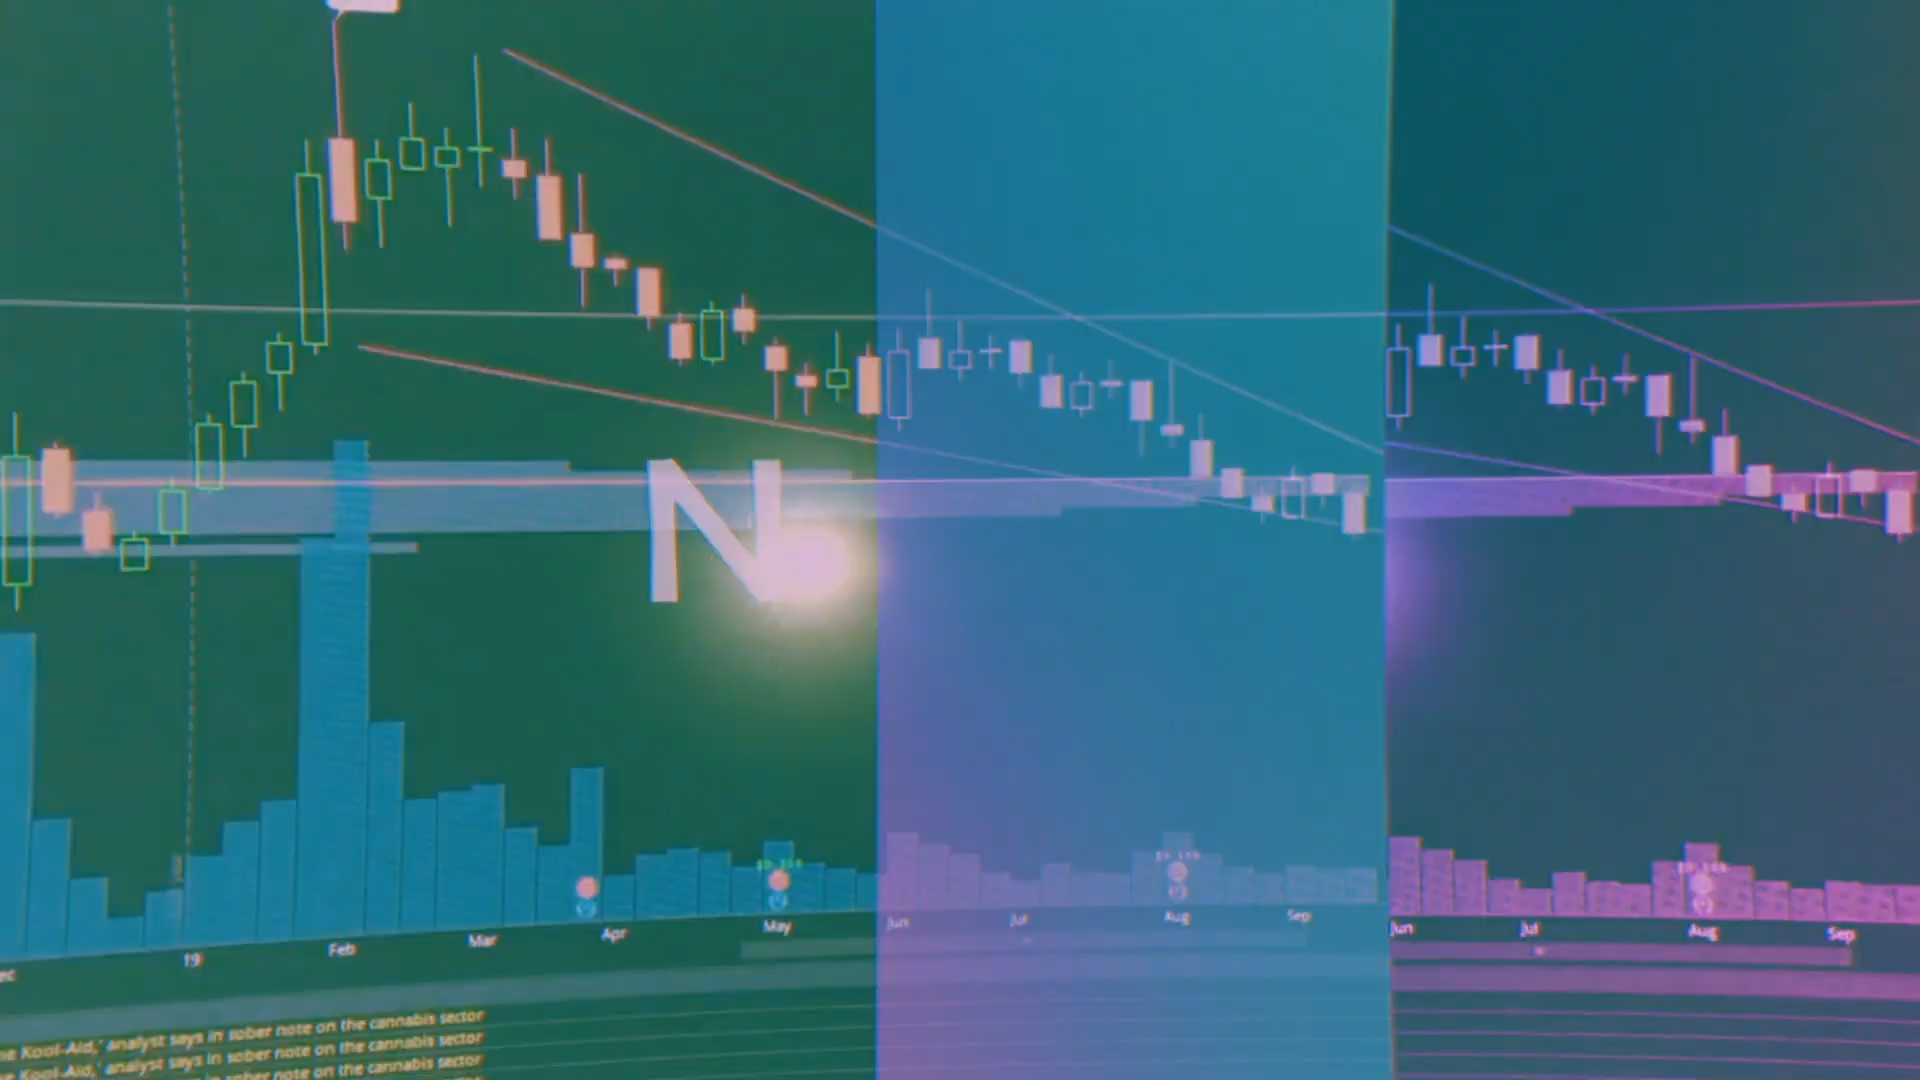 N
19
Feb
Mar
Apr
May
Jun
Jul
Aug
Sep
Jun
Jul
Aug
Sep
Kool-Aid,' analyst says in sober note on the cannabis sector
Kool-Aid,' analyst says in sober note on the cannabis sector
sober note on the cannabis sector